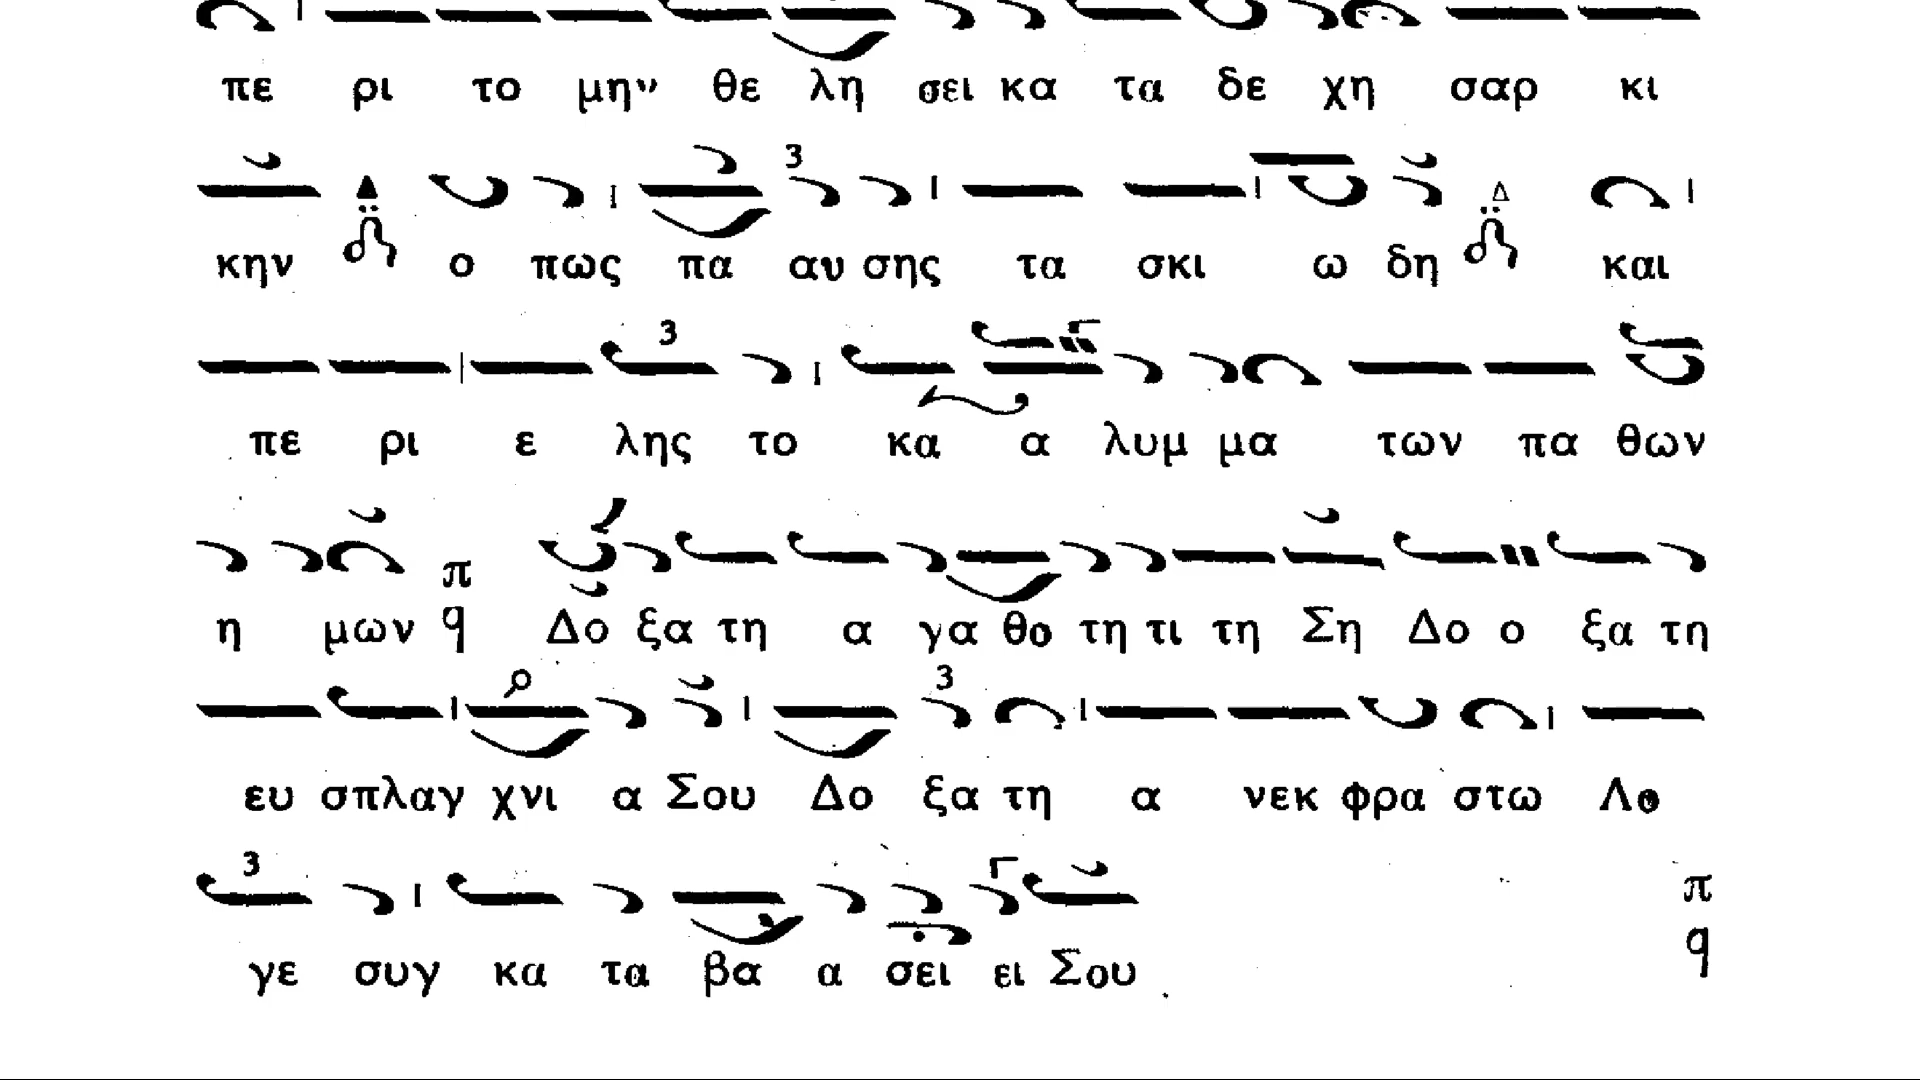 πε ρι το μην θε λη σει κα τα δε χη σαρ κι
κην ο πως πα αυ σης τα σκι ω δη και
πε ρι ε λης το κα α λυμ μα των πα θων
η μων π q Δο ξα τη α γα θο τη τι τη Ση Δο ο ξα τη
ευ σπλαγ χνι α Σου Δο ξα τη α νεκ φρα στω Λο
γε συγ κα τα βα α σει ει Σου π q